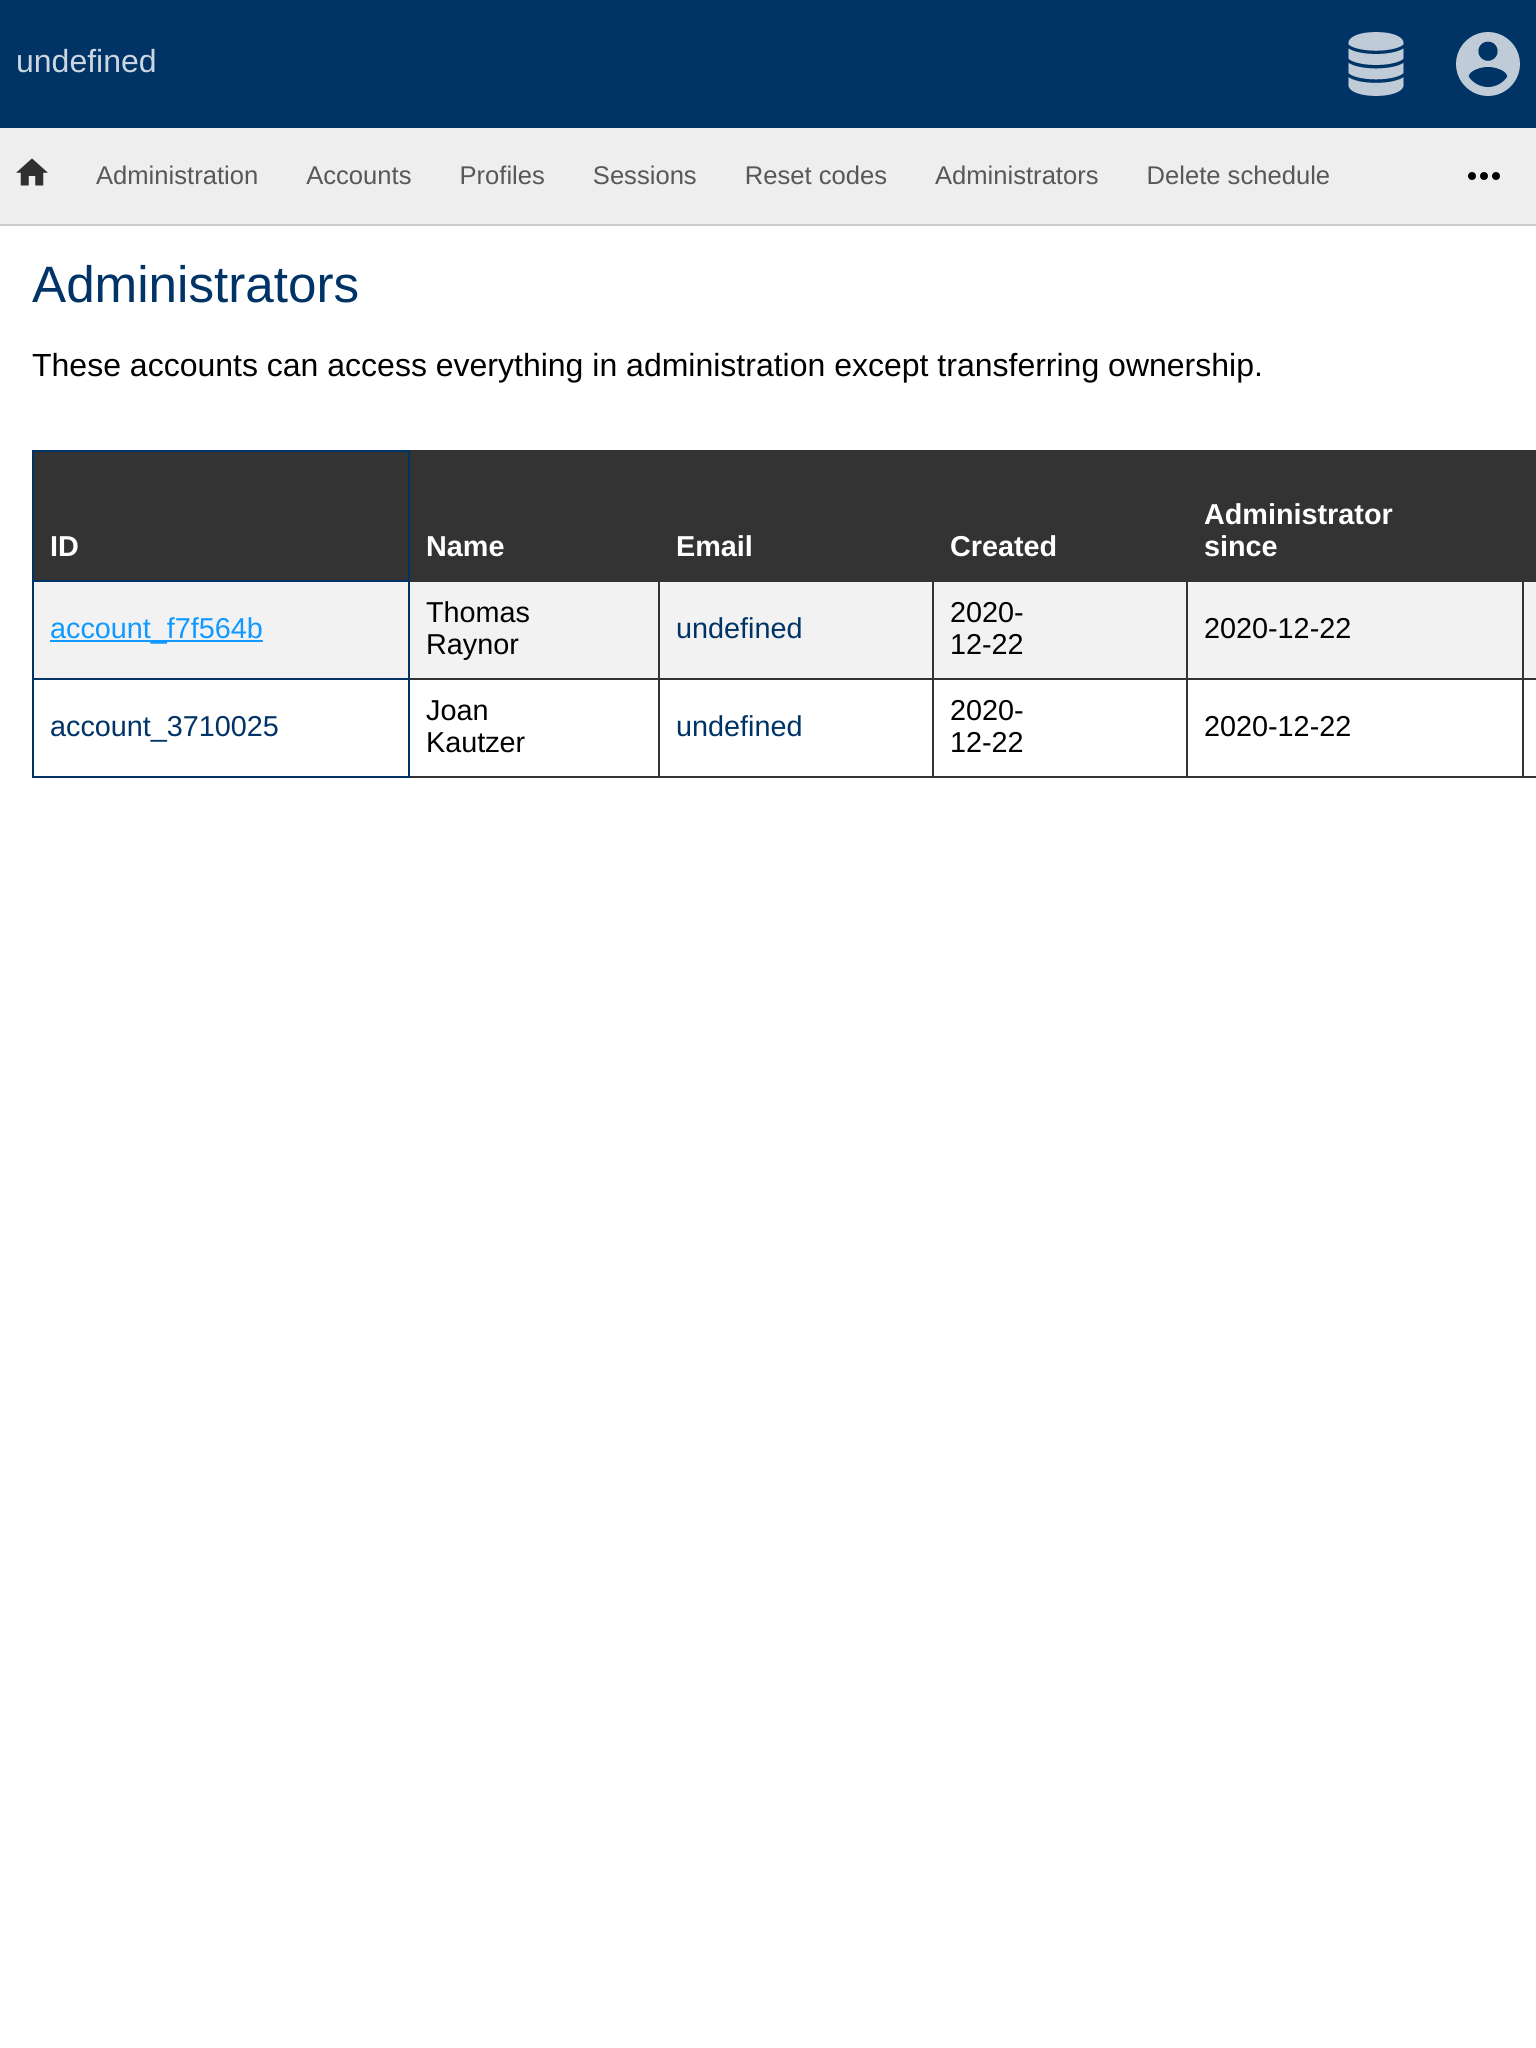 undefined
Administration Accounts Profiles Sessions Reset codes Administrators Delete schedule
Administrators
These accounts can access everything in administration except transferring ownership.
ID Name Email Created Administrator since
account_f7f564b Thomas Raynor undefined 2020-12-22 2020-12-22
account_3710025 Joan Kautzer undefined 2020-12-22 2020-12-22